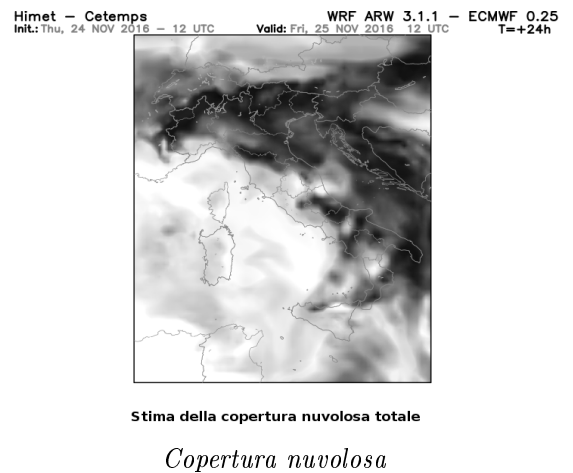 Himet − Cetemps WRF ARW 3.1.1 − ECMWF 0.25
Init.: Thu, 24 NOV 2016 − 12 UTC Valid: Fri, 25 NOV 2016 12 UTC T=+24h
Stima della copertura nuvolosa totale
Copertura nuvolosa